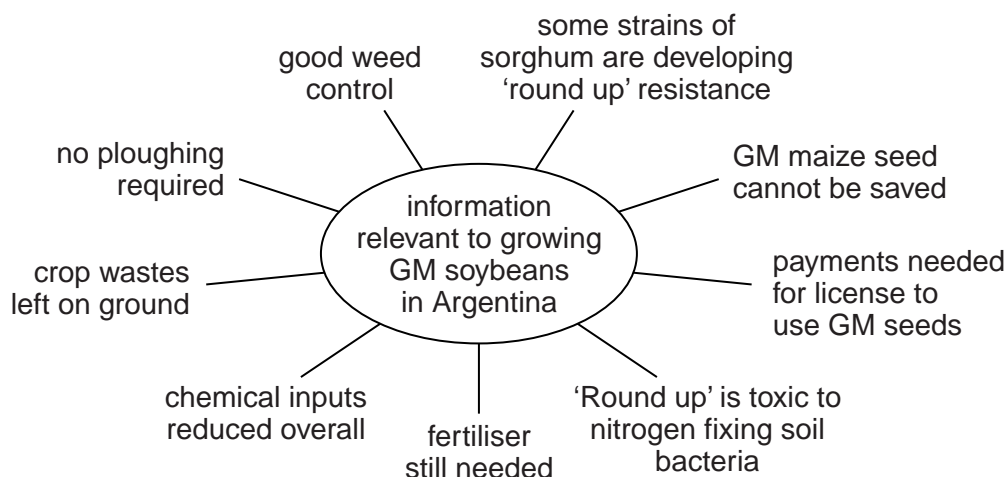 good weed
control
some strains of
sorghum are developing
‘round up’ resistance
no ploughing
required
GM maize seed
cannot be saved
information
relevant to growing
GM soybeans
in Argentina
crop wastes
left on ground
payments needed
for license to
use GM seeds
chemical inputs
reduced overall
fertiliser
still needed
‘Round up’ is toxic to
nitrogen fixing soil
bacteria